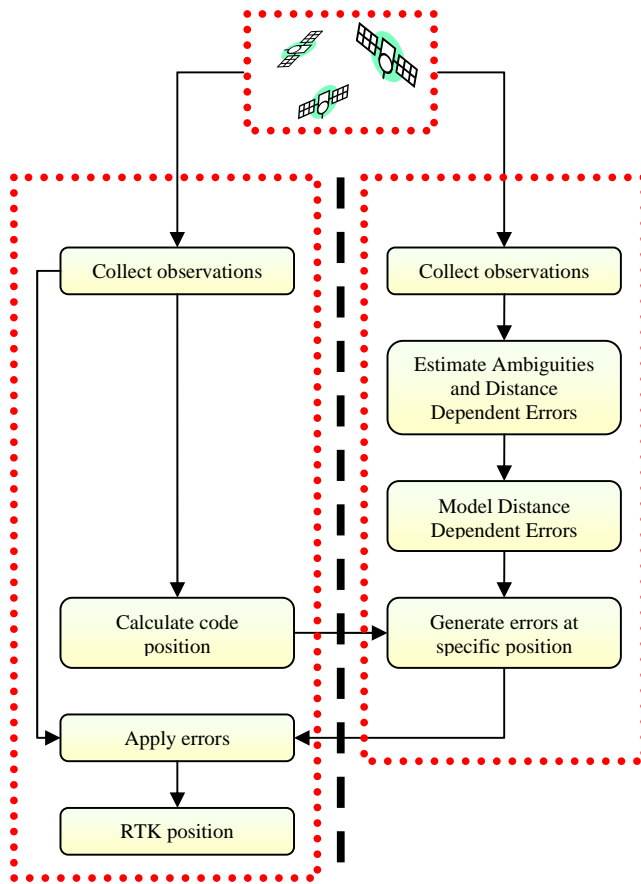 Collect observations
Calculate code
position
Apply errors
RTK position
Collect observations
Estimate Ambiguities
and Distance
Dependent Errors
Model Distance
Dependent Errors
Generate errors at
specific position